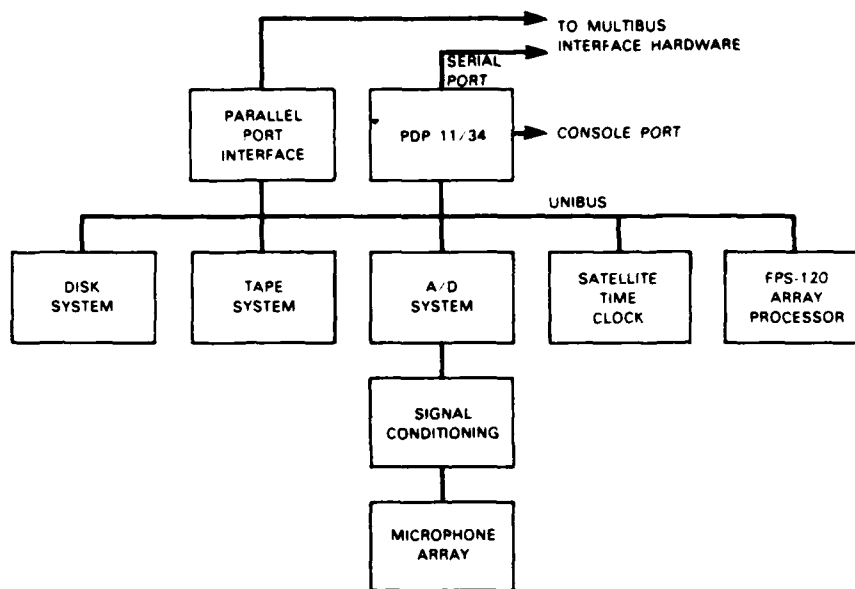 TO MULTIBUS
INTERFACE HARDWARE
SERIAL
PORT
PARALLEL
PORT
INTERFACE
PDP 11/34
CONSOLE PORT
UNIBUS
DISK
SYSTEM
TAPE
SYSTEM
A/D
SYSTEM
SATELLITE
TIME
CLOCK
FPS-120
ARRAY
PROCESSOR
SIGNAL
CONDITIONING
MICROPHONE
ARRAY